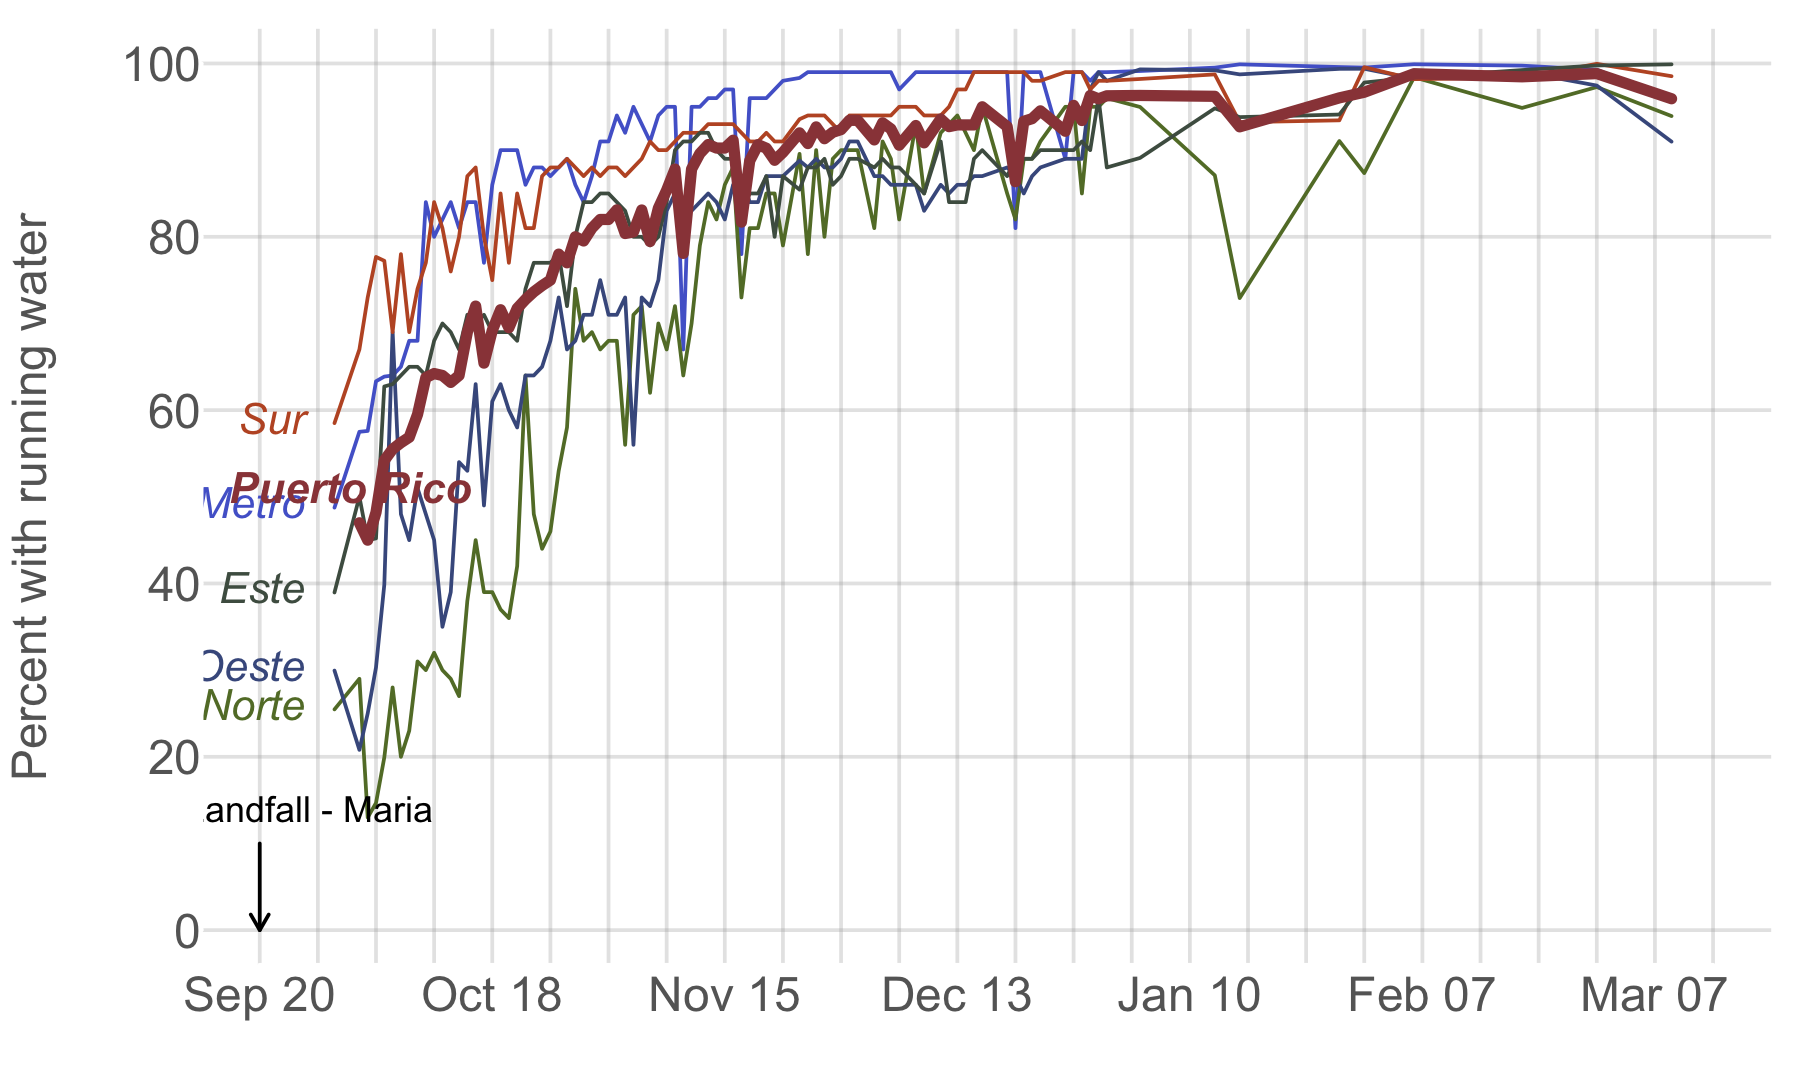 Percent with running water
100
80
60
40
20
0
Sur
Puerto Rico
Metro
Este
Oeste
Norte
andfall - Maria
Sep 20 Oct 18 Nov 15 Dec 13 Jan 10 Feb 07 Mar 07